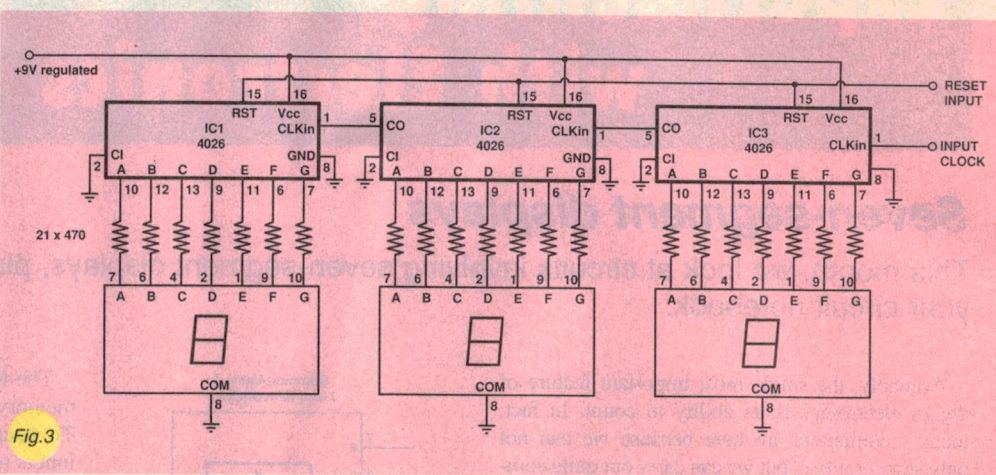 +9V regulated
15 16 15 16 15 16
RST Vcc RST Vcc RST Vcc
RESET INPUT
IC1 4026
CLKin 1
5 CO
IC2 4026
CLKin 1
5 CO
IC3 4026
CLKin 1
INPUT CLOCK
2 CI GND 8
2 CI GND 8
2 CI 8
A B C D E F G
A B C D E F G
A B C D E F G
10 12 13 9 11 6 7
10 12 13 9 11 6 7
10 12 13 9 11 6 7
21 x 470
7 6 4 2 1 9 10
7 6 4 2 1 9 10
7 6 4 2 1 9 10
A B C D E F G
A B C D E F G
A B C D E F G
COM COM COM
8 8 8
Fig.3